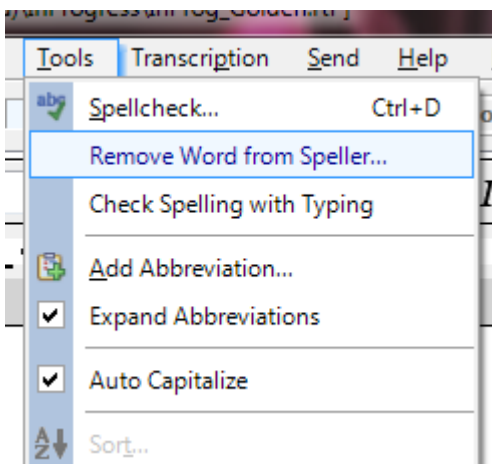 Tools Transcription Send Help
Spellcheck... Ctrl+D
Remove Word from Speller...
Check Spelling with Typing
Add Abbreviation...
Expand Abbreviations
Auto Capitalize
Sort...